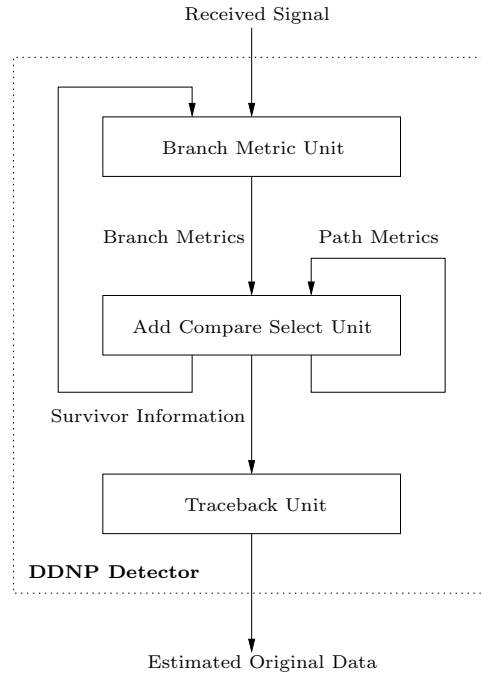 Received Signal
Branch Metric Unit
Branch Metrics
Path Metrics
Add Compare Select Unit
Survivor Information
Traceback Unit
DDNP Detector
Estimated Original Data